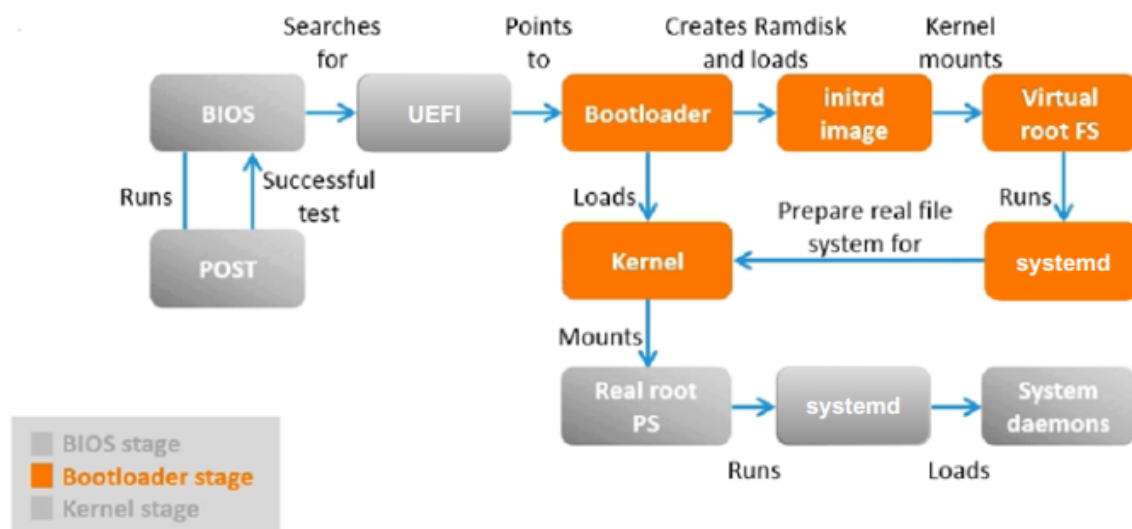 Searches
for
Points
to
Creates Ramdisk
and loads
Kernel
mounts
BIOS
UEFI
Bootloader
initrd
image
Virtual
root FS
Runs
Successful
test
Loads
Prepare real file
system for
Runs
POST
Kernel
systemd
Mounts
Real root
PS
systemd
System
daemons
Runs
Loads
BIOS stage
Bootloader stage
Kernel stage